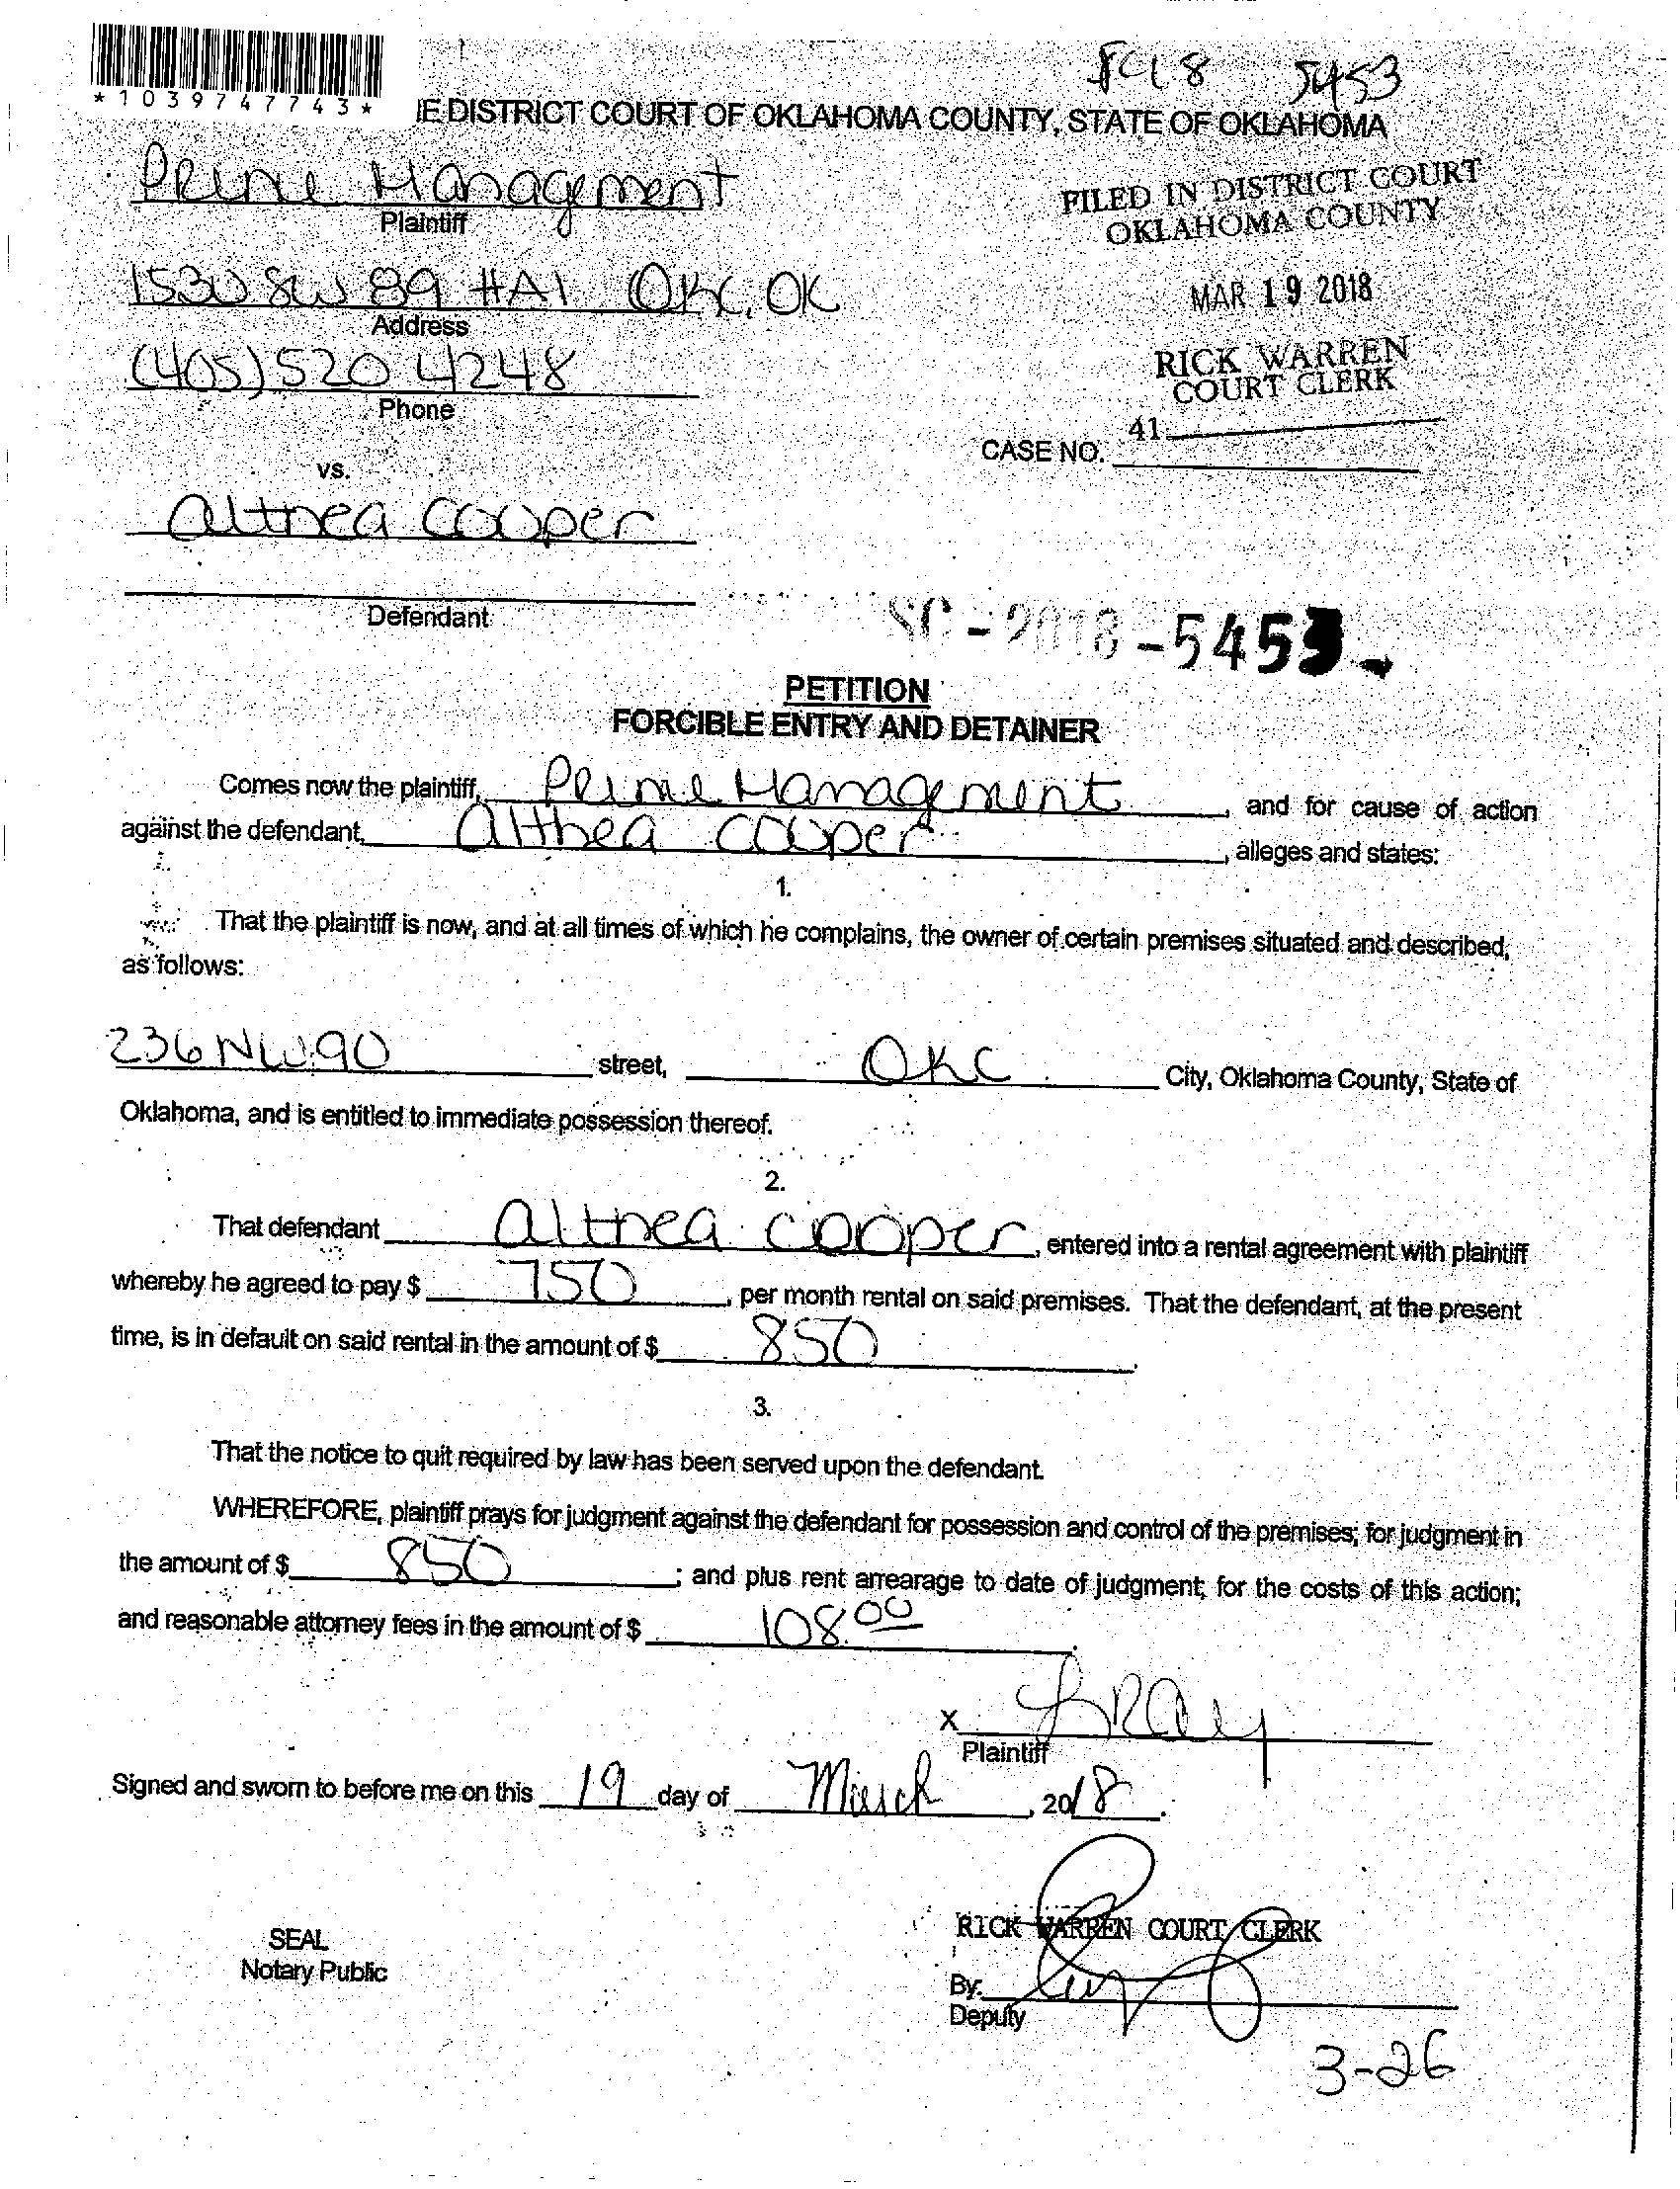 *1039747743*
SC18 5453
IE DISTRICT COURT OF OKLAHOMA COUNTY, STATE OF OKLAHOMA
Prime Management
Plaintiff
FILED IN DISTRICT COURT
OKLAHOMA COUNTY
1530 SW 89 #A1 OKC, OK
Address
MAR 19 2018
(405) 520 4248
Phone
RICK WARREN
COURT CLERK
41
CASE NO.
vs.
Althea Cooper
Defendant
SC - 2018 - 5453
PETITION
FORCIBLE ENTRY AND DETAINER
Comes now the plaintiff, Prime Management, and for cause of action
against the defendant, Althea Cooper, alleges and states:
1.
That the plaintiff is now, and at all times of which he complains, the owner of certain premises situated and described,
as follows:
236 NW 90 street, OKC City, Oklahoma County, State of
Oklahoma, and is entitled to immediate possession thereof.
2.
That defendant Althea Cooper, entered into a rental agreement with plaintiff
whereby he agreed to pay $ 750, per month rental on said premises. That the defendant, at the present
time, is in default on said rental in the amount of $ 850.
3.
That the notice to quit required by law has been served upon the defendant.
WHEREFORE, plaintiff prays for judgment against the defendant for possession and control of the premises; for judgment in
the amount of $ 850; and plus rent arrearage to date of judgment; for the costs of this action;
and reasonable attorney fees in the amount of $ 108.00.
X
Plaintiff
Signed and sworn to before me on this 19 day of March, 2018.
SEAL
Notary Public
RICK WARREN COURT CLERK
By:
Deputy
3-26